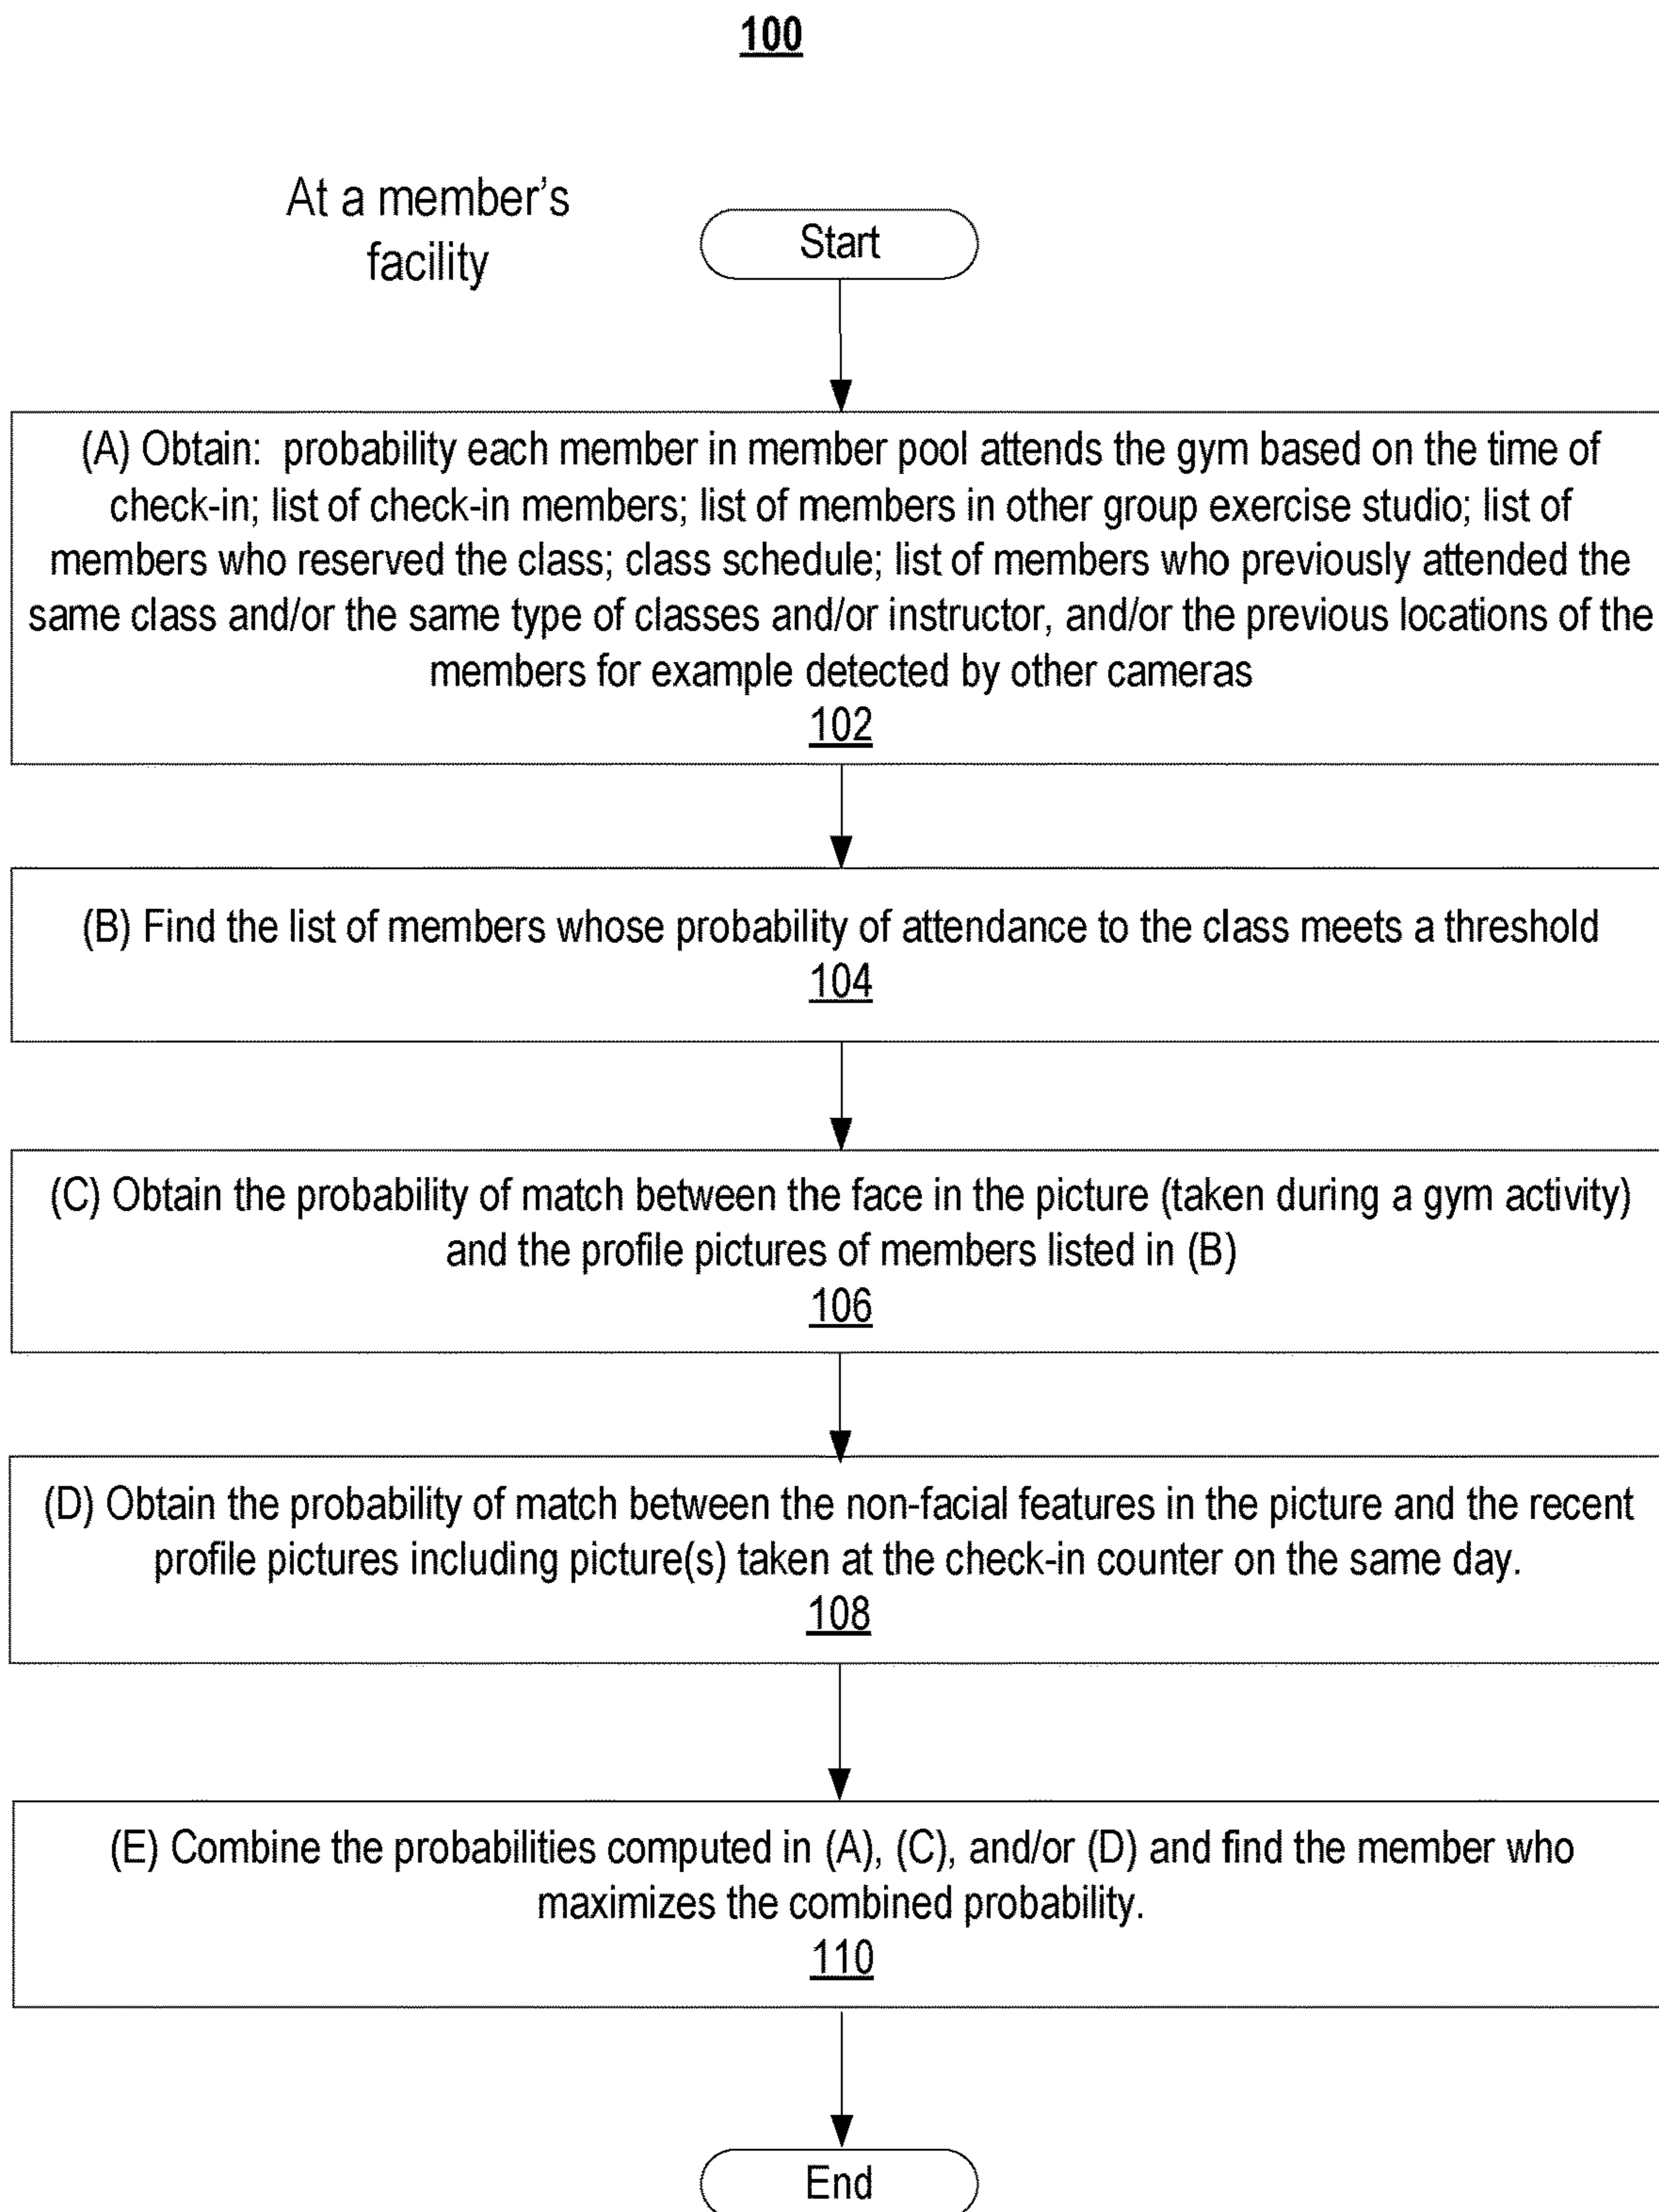 100
At a member's
facility
Start
(A) Obtain: probability each member in member pool attends the gym based on the time of
check-in; list of check-in members; list of members in other group exercise studio; list of
members who reserved the class; class schedule; list of members who previously attended the
same class and/or the same type of classes and/or instructor, and/or the previous locations of the
members for example detected by other cameras
102
(B) Find the list of members whose probability of attendance to the class meets a threshold
104
(C) Obtain the probability of match between the face in the picture (taken during a gym activity)
and the profile pictures of members listed in (B)
106
(D) Obtain the probability of match between the non-facial features in the picture and the recent
profile pictures including picture(s) taken at the check-in counter on the same day.
108
(E) Combine the probabilities computed in (A), (C), and/or (D) and find the member who
maximizes the combined probability.
110
End